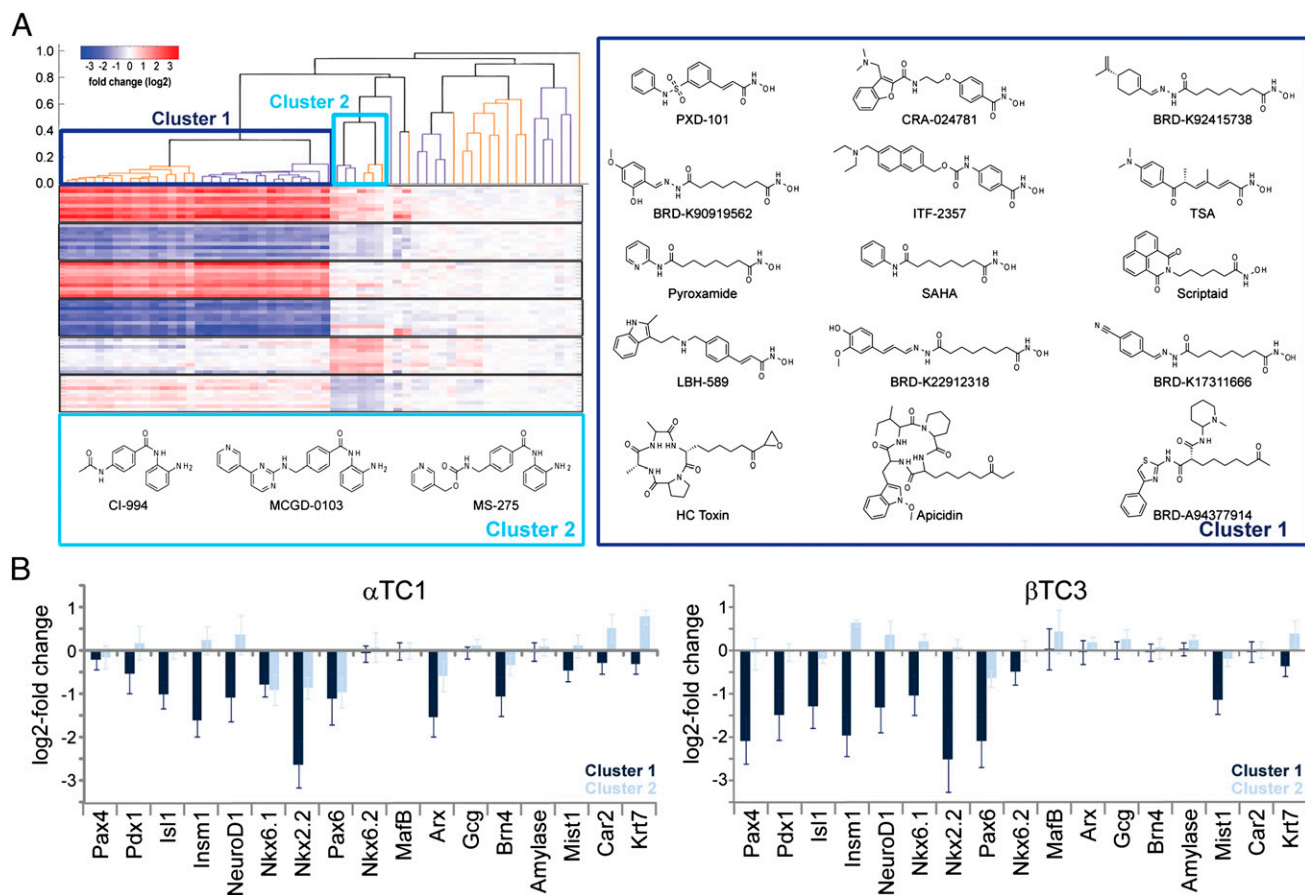 A
1.0
0.8
0.6
0.4
0.2
0.0
-3 -2 -1 0 1 2 3
fold change (log2)
Cluster 1
Cluster 2
PXD-101
CRA-024781
BRD-K92415738
BRD-K90919562
ITF-2357
TSA
Pyroxamide
SAHA
Scriptaid
LBH-589
BRD-K22912318
BRD-K17311666
HC Toxin
Apicidin
BRD-A94377914
Cluster 1
CI-994
MCGD-0103
MS-275
Cluster 2
B
αTC1
log2-fold change
1
0
-1
-2
-3
Cluster 1
Cluster 2
Pax4
Pdx1
Isl1
Insm1
NeuroD1
Nkx6.1
Nkx2.2
Pax6
Nkx6.2
MafB
Arx
Gcg
Brn4
Amylase
Mist1
Car2
Krt7
βTC3
log2-fold change
1
0
-1
-2
-3
Cluster 1
Cluster 2
Pax4
Pdx1
Isl1
Insm1
NeuroD1
Nkx6.1
Nkx2.2
Pax6
Nkx6.2
MafB
Arx
Gcg
Brn4
Amylase
Mist1
Car2
Krt7